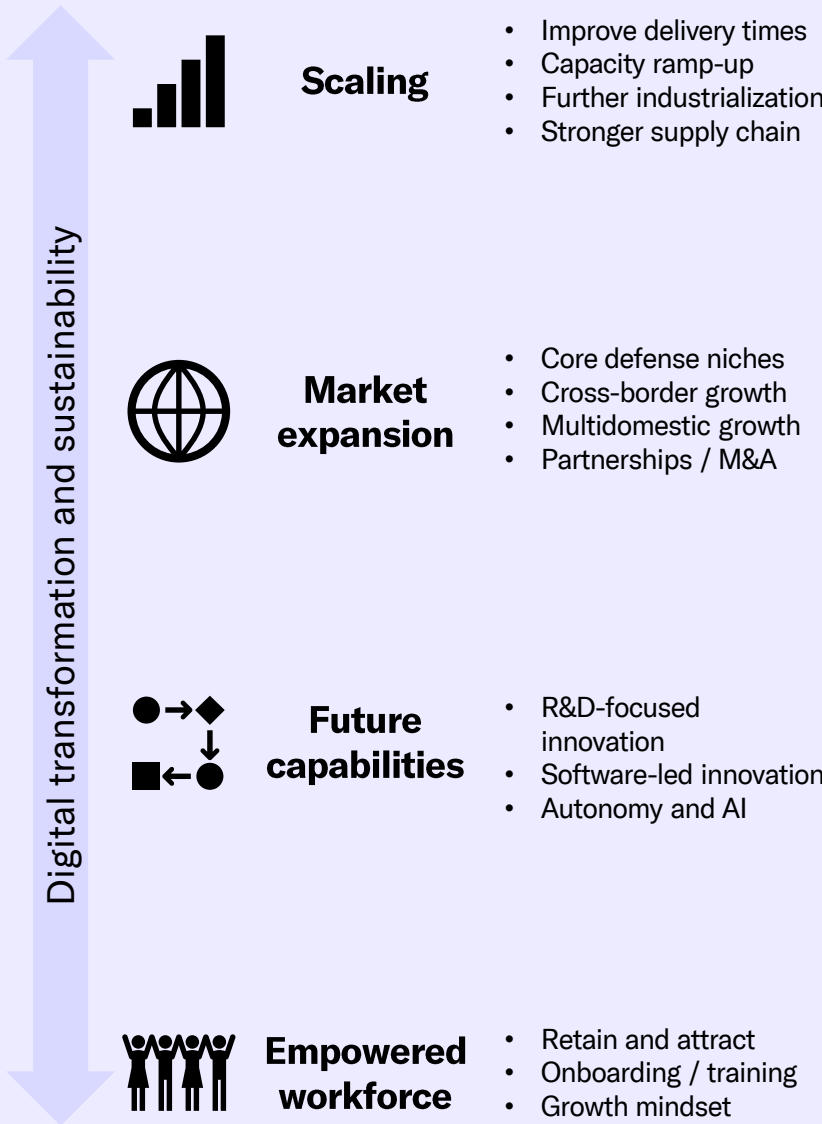 Digital transformation and sustainability
Scaling
• Improve delivery times
• Capacity ramp-up
• Further industrialization
• Stronger supply chain
Market
expansion
• Core defense niches
• Cross-border growth
• Multidomestic growth
• Partnerships / M&A
Future
capabilities
• R&D-focused
innovation
• Software-led innovation
• Autonomy and AI
Empowered
workforce
• Retain and attract
• Onboarding / training
• Growth mindset